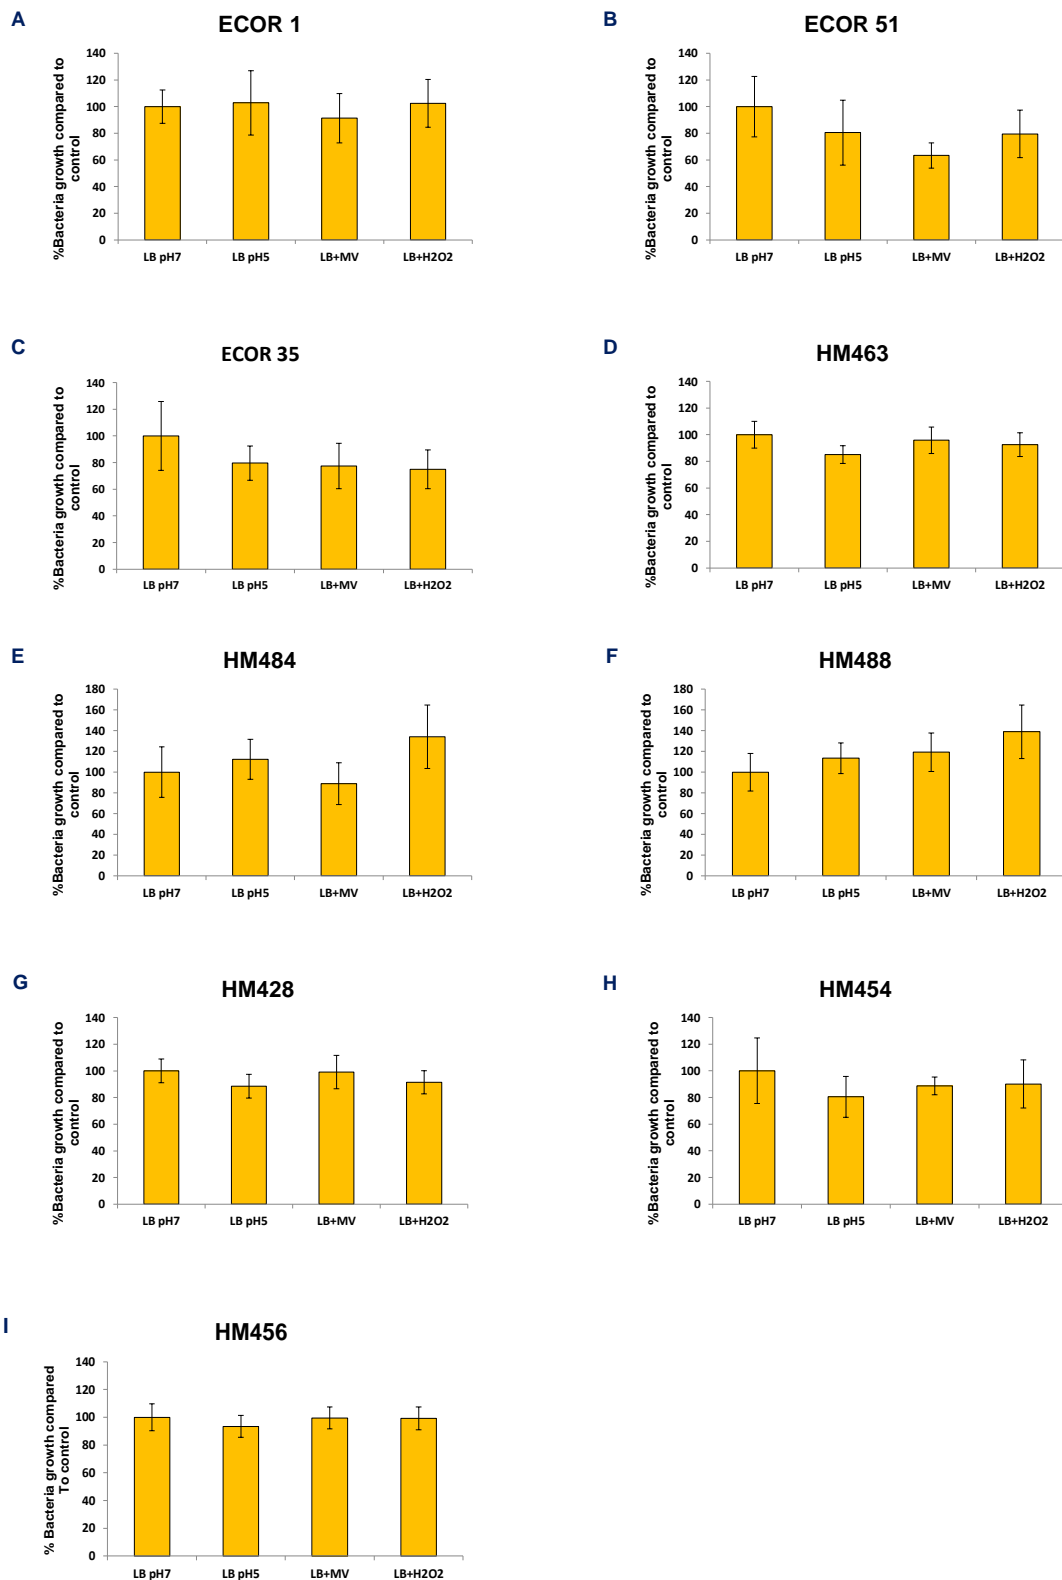 A
ECOR 1
%Bacteria growth compared to
control
140
120
100
80
60
40
20
0
LB pH7 LB pH5 LB+MV LB+H2O2
B
ECOR 51
%Bacteria growth compared to
control
140
120
100
80
60
40
20
0
LB pH7 LB pH5 LB+MV LB+H2O2
C
ECOR 35
%Bacteria growth compared to
control
140
120
100
80
60
40
20
0
LB pH7 LB pH5 LB+MV LB+H2O2
D
HM463
%Bacteria growth compared to
control
140
120
100
80
60
40
20
0
LB pH7 LB pH5 LB+MV LB+H2O2
E
HM484
%Bacteria growth compared to
control
180
160
140
120
100
80
60
40
20
0
LB pH7 LB pH5 LB+MV LB+H2O2
F
HM488
%Bacteria growth compared to
control
180
160
140
120
100
80
60
40
20
0
LB pH7 LB pH5 LB+MV LB+H2O2
G
HM428
%Bacteria growth compared to
control
140
120
100
80
60
40
20
0
LB pH7 LB pH5 LB+MV LB+H2O2
H
HM454
%Bacteria growth compared to
control
140
120
100
80
60
40
20
0
LB pH7 LB pH5 LB+MV LB+H2O2
I
HM456
% Bacteria growth compared
To control
140
120
100
80
60
40
20
0
LB pH7 LB pH5 LB+MV LB+H2O2